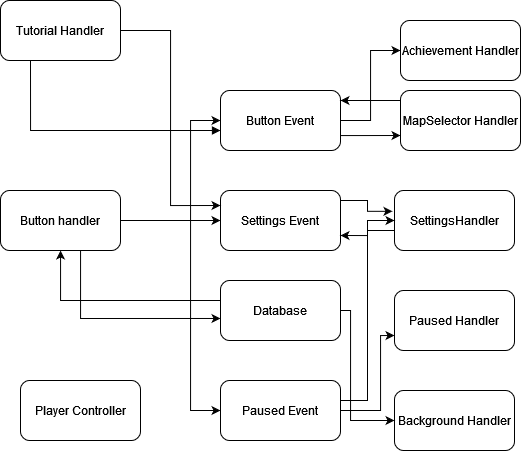 Tutorial Handler
Achievement Handler
Button Event
MapSelector Handler
Button handler
Settings Event
SettingsHandler
Database
Paused Handler
Player Controller
Paused Event
Background Handler